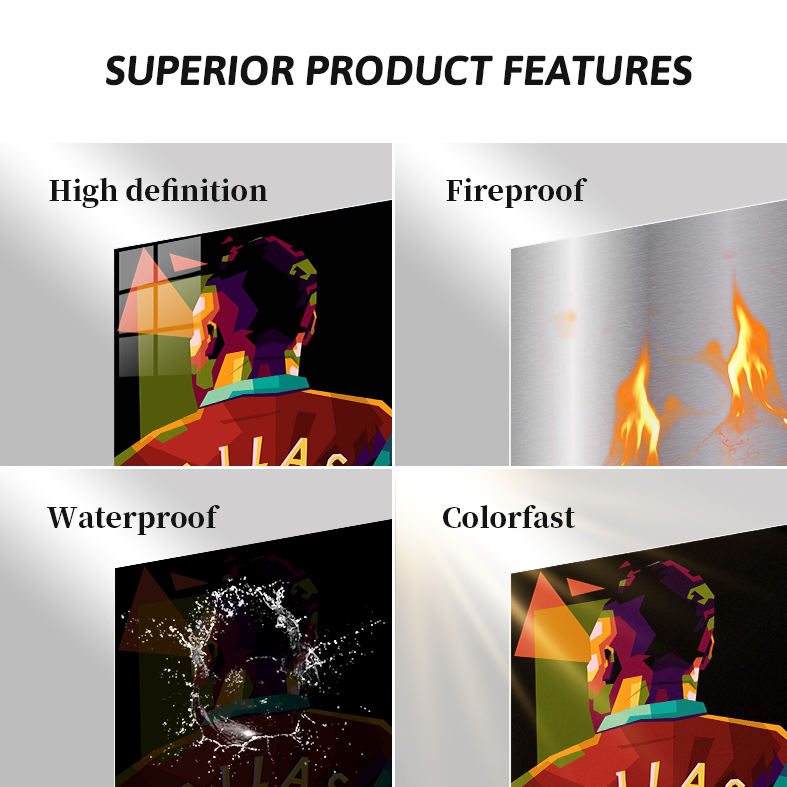 SUPERIOR PRODUCT FEATURES
High definition
Fireproof
Waterproof
Colorfast